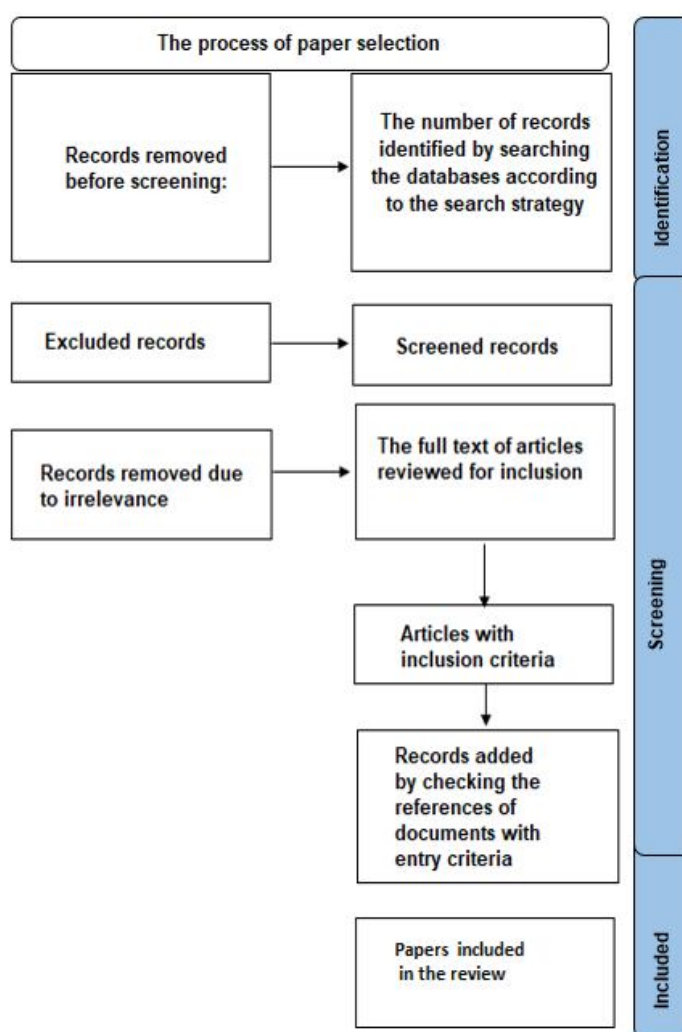 The process of paper selection
Records removed
before screening:
The number of records
identified by searching
the databases according
to the search strategy
Identification
Excluded records
Screened records
Records removed due
to irrelevance
The full text of articles
reviewed for inclusion
Screening
Articles with
inclusion criteria
Records added
by checking the
references of
documents with
entry criteria
Papers included
in the review
Included